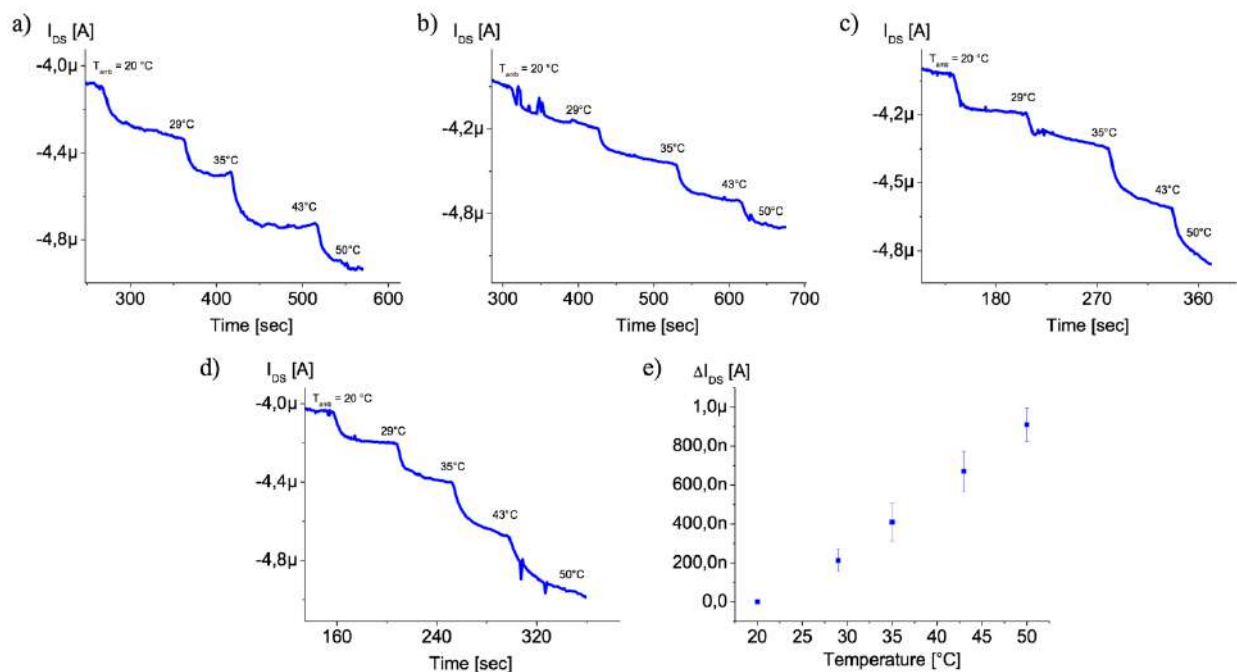 a)
I_DS [A]
-4,0µ
-4,4µ
-4,8µ
T_amb = 20 °C
29°C
35°C
43°C
50°C
300 400 500 600
Time [sec]
b)
I_DS [A]
-4,2µ
-4,8µ
T_amb = 20 °C
29°C
35°C
43°C
50°C
300 400 500 600 700
Time [sec]
c)
I_DS [A]
-4,2µ
-4,5µ
-4,8µ
T_amb = 20 °C
29°C
35°C
43°C
50°C
180 270 360
Time [sec]
d)
I_DS [A]
-4,0µ
-4,4µ
-4,8µ
T_amb = 20 °C
29°C
35°C
43°C
50°C
160 240 320
Time [sec]
e)
ΔI_DS [A]
1,0µ
800,0n
600,0n
400,0n
200,0n
0,0
20 25 30 35 40 45 50
Temperature [°C]